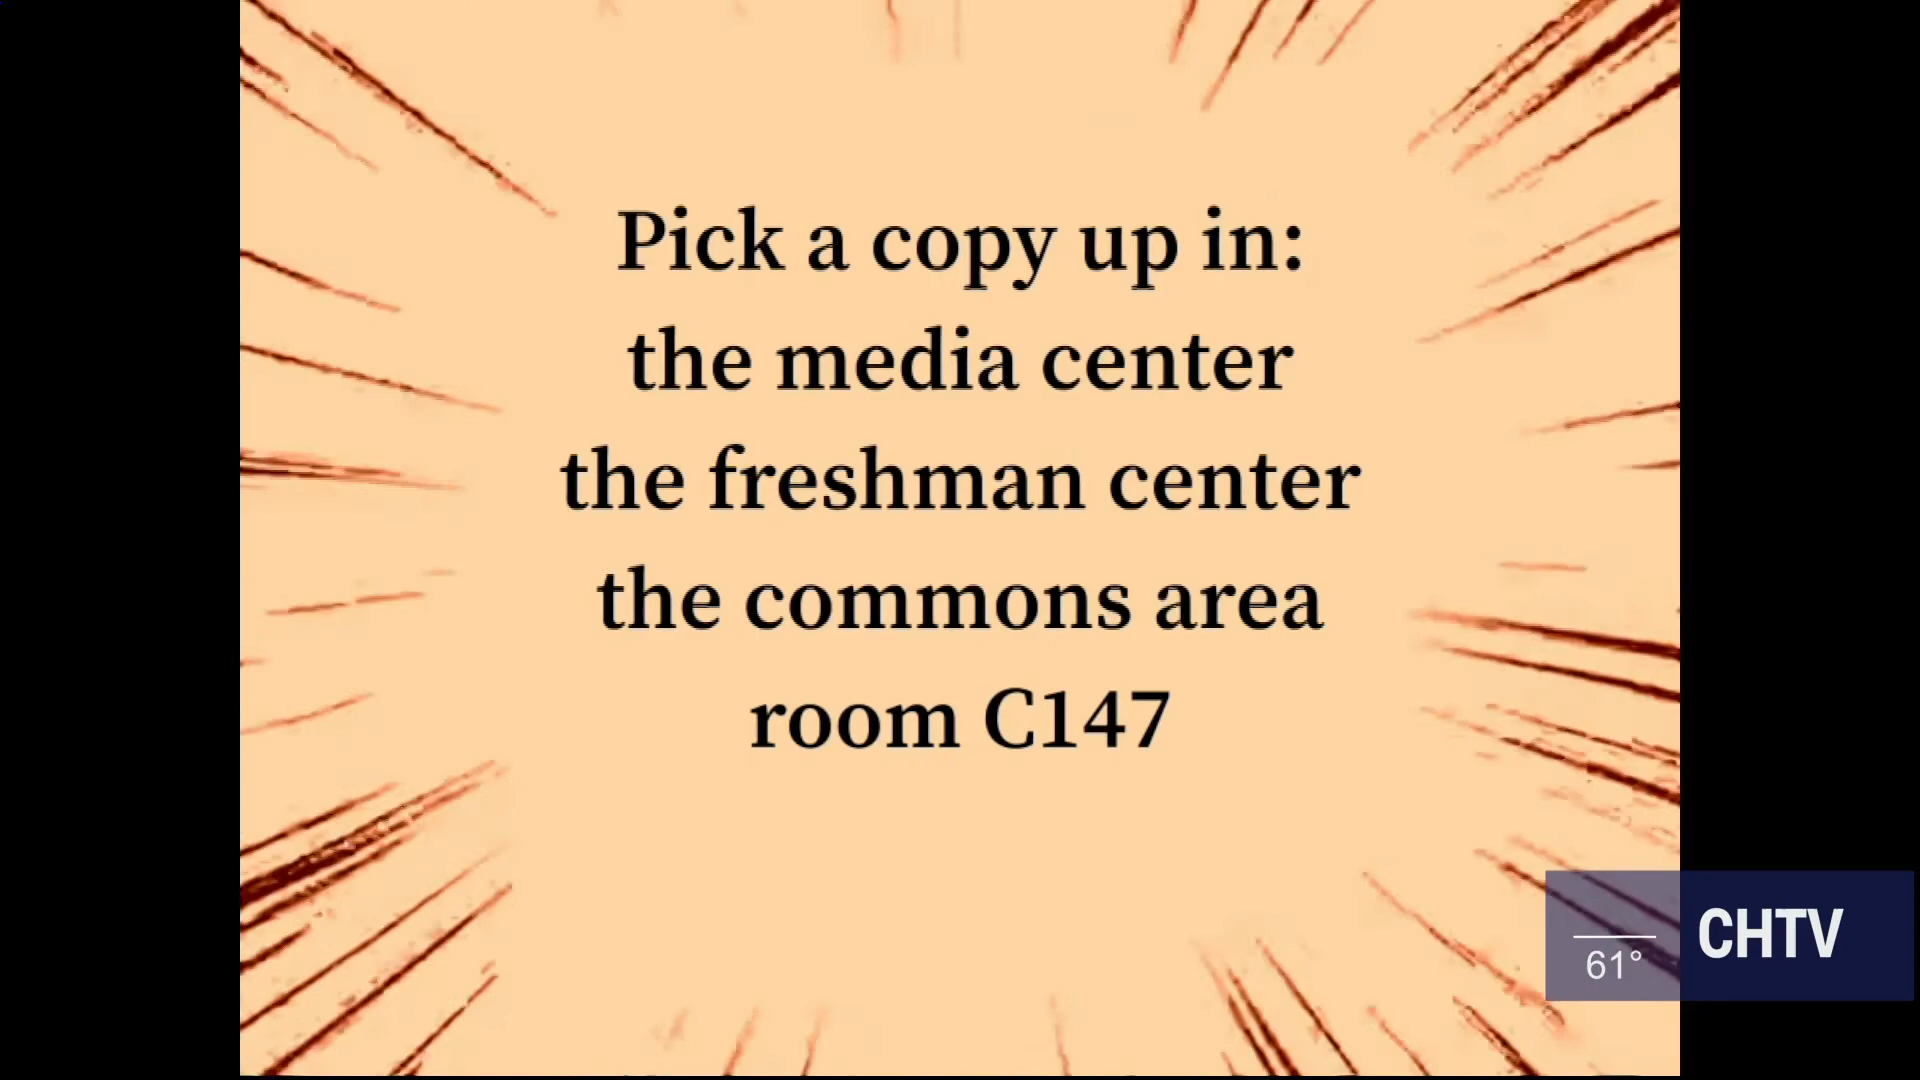 Pick a copy up in:
the media center
the freshman center
the commons area
room C147
61°
CHTV